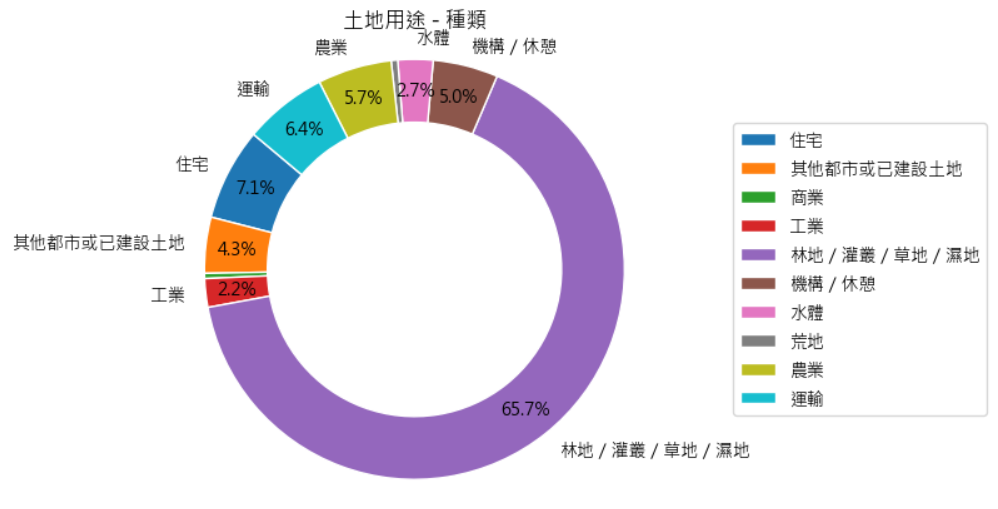 土地用途 - 種類
水體
機構 / 休憩
農業
運輸
住宅
其他都市或已建設土地
工業
林地 / 灌叢 / 草地 / 濕地
2.7%
5.0%
5.7%
6.4%
7.1%
4.3%
2.2%
65.7%
住宅
其他都市或已建設土地
商業
工業
林地 / 灌叢 / 草地 / 濕地
機構 / 休憩
水體
荒地
農業
運輸